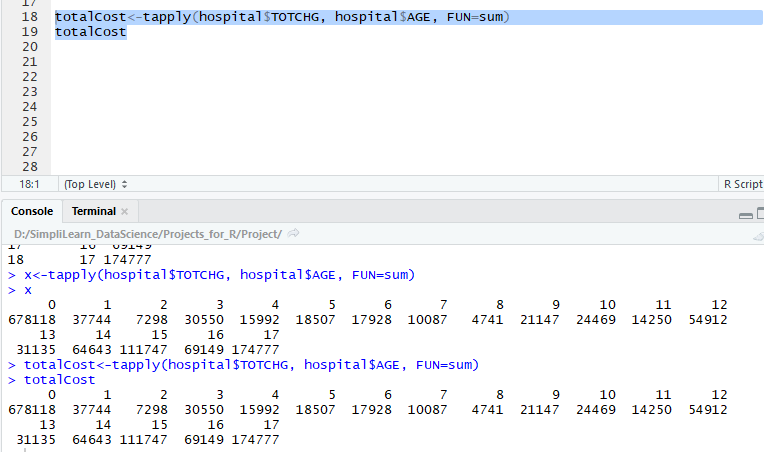 17
18 totalCost<-tapply(hospital$TOTCHG, hospital$AGE, FUN=sum)
19 totalCost
20
21
22
23
24
25
26
27
28
18:1 (Top Level) R Script
Console Terminal
D:/SimpliLearn_DataScience/Projects_for_R/Project/
17 16 69149
18 17 174777
> x<-tapply(hospital$TOTCHG, hospital$AGE, FUN=sum)
> x
0 1 2 3 4 5 6 7 8 9 10 11 12
678118 37744 7298 30550 15992 18507 17928 10087 4741 21147 24469 14250 54912
13 14 15 16 17
31135 64643 111747 69149 174777
> totalCost<-tapply(hospital$TOTCHG, hospital$AGE, FUN=sum)
> totalCost
0 1 2 3 4 5 6 7 8 9 10 11 12
678118 37744 7298 30550 15992 18507 17928 10087 4741 21147 24469 14250 54912
13 14 15 16 17
31135 64643 111747 69149 174777